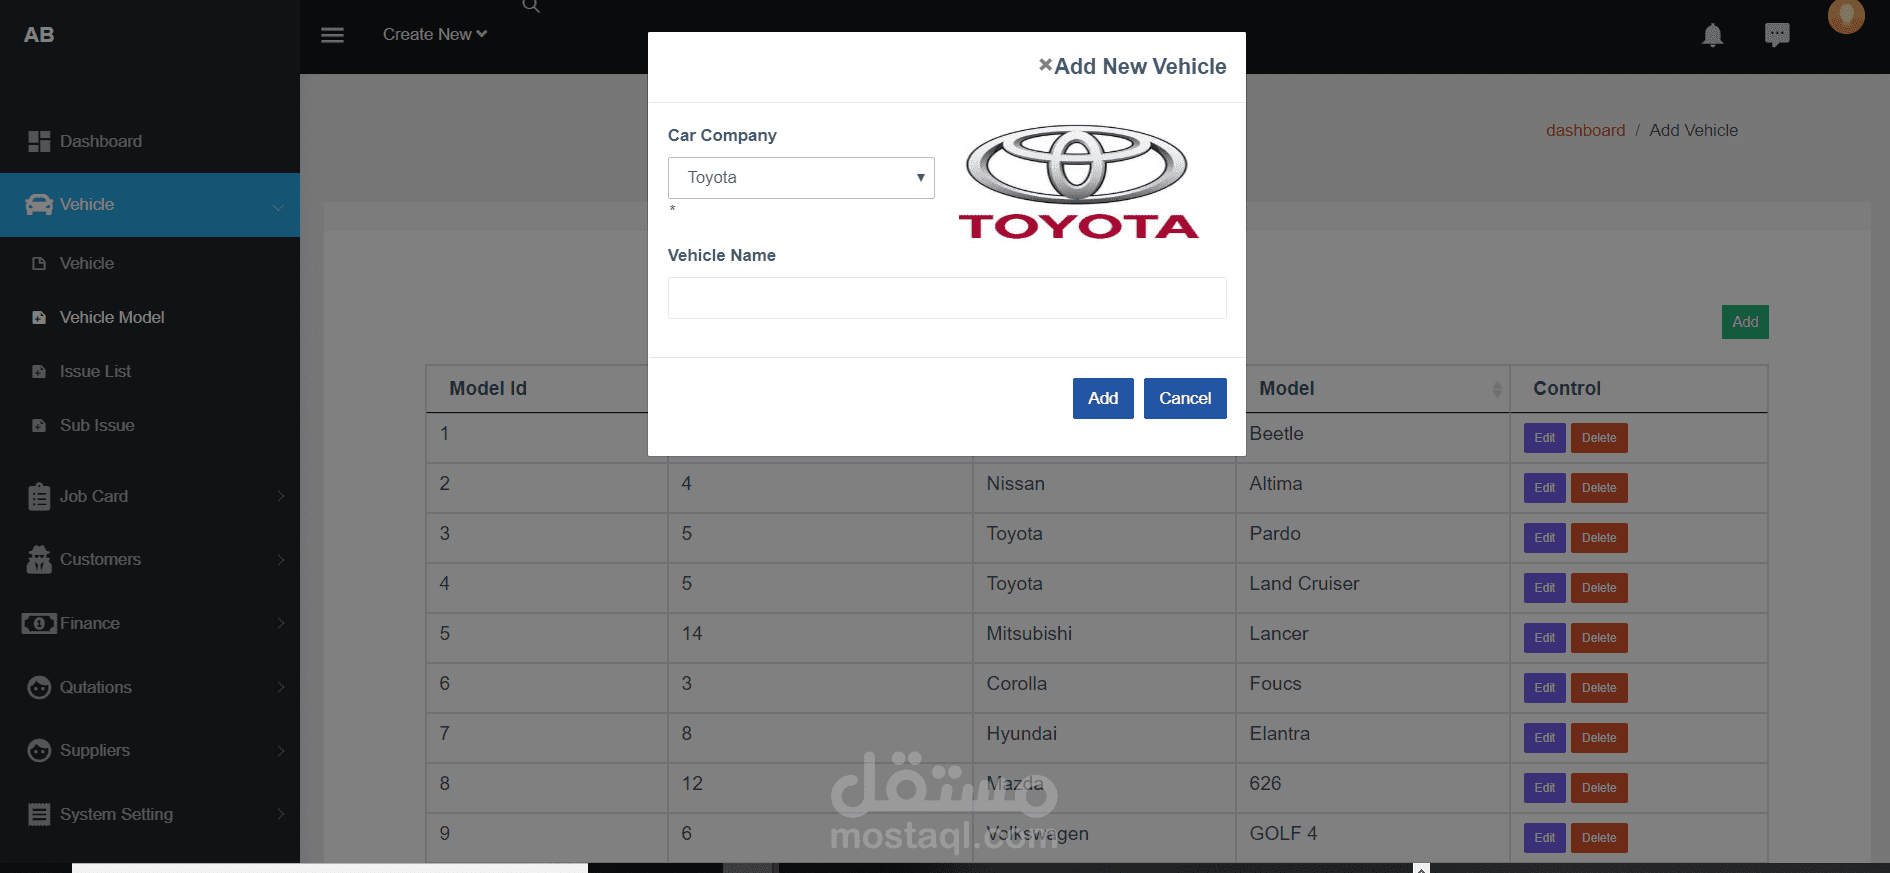 AB
Create New
Add New Vehicle
Dashboard
Vehicle
Vehicle
Vehicle Model
Issue List
Sub Issue
Job Card
Customers
Finance
Qutations
Suppliers
System Setting
dashboard / Add Vehicle
Car Company
Toyota
*
TOYOTA
Vehicle Name
Add Cancel
Add
Model Id Model Control
1 Beetle Edit Delete
2 4 Nissan Altima Edit Delete
3 5 Toyota Pardo Edit Delete
4 5 Toyota Land Cruiser Edit Delete
5 14 Mitsubishi Lancer Edit Delete
6 3 Corolla Foucs Edit Delete
7 8 Hyundai Elantra Edit Delete
8 12 Mazda 626 Edit Delete
9 6 Volkswagen GOLF 4 Edit Delete
مستقل
mostaql.com